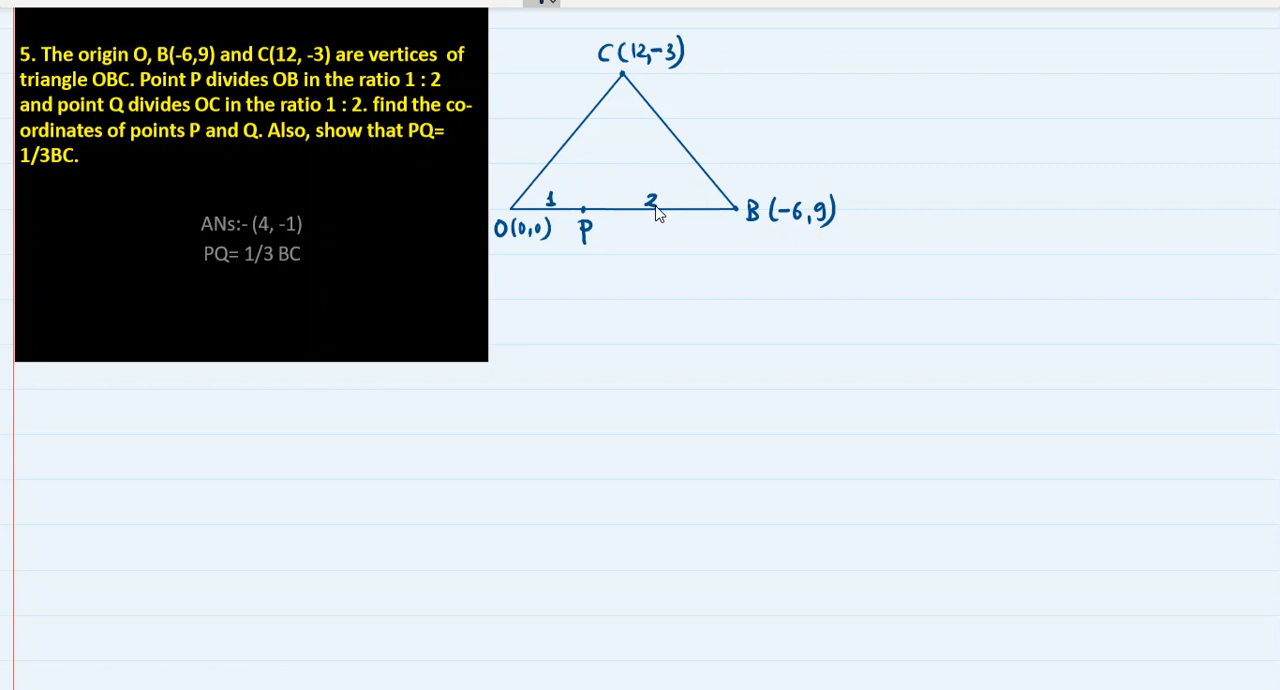 5. The origin O, B(-6,9) and C(12, -3) are vertices of
triangle OBC. Point P divides OB in the ratio 1 : 2
and point Q divides OC in the ratio 1 : 2. find the co-
ordinates of points P and Q. Also, show that PQ=
1/3BC.
ANs:- (4, -1)
PQ= 1/3 BC
C(12,-3)
1
2
O(0,0)
P
B(-6,9)